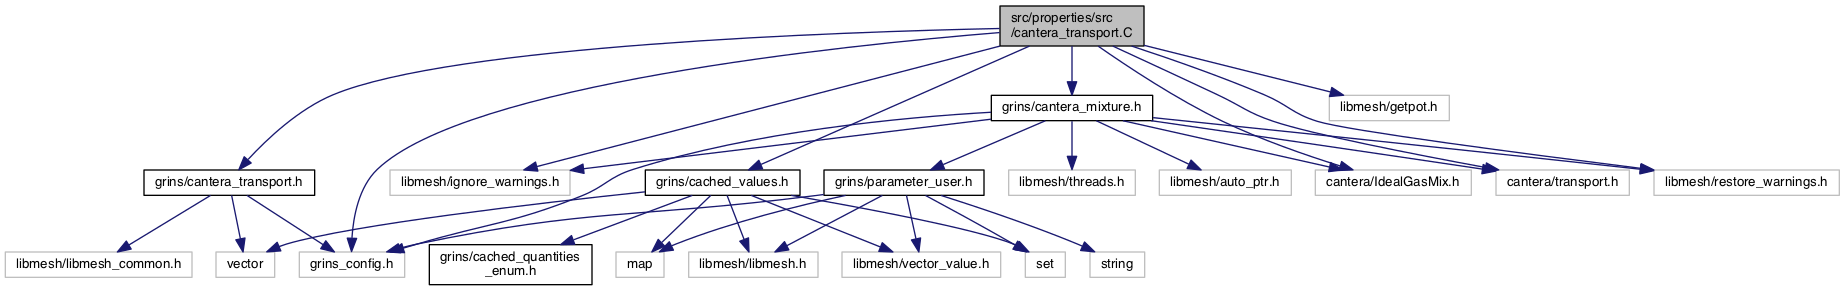 src/properties/src
/cantera_transport.C
grins/cantera_mixture.h
libmesh/getpot.h
grins/cantera_transport.h
libmesh/ignore_warnings.h
grins/cached_values.h
grins/parameter_user.h
libmesh/threads.h
libmesh/auto_ptr.h
cantera/IdealGasMix.h
cantera/transport.h
libmesh/restore_warnings.h
libmesh/libmesh_common.h
vector
grins_config.h
grins/cached_quantities
_enum.h
map
libmesh/libmesh.h
libmesh/vector_value.h
set
string